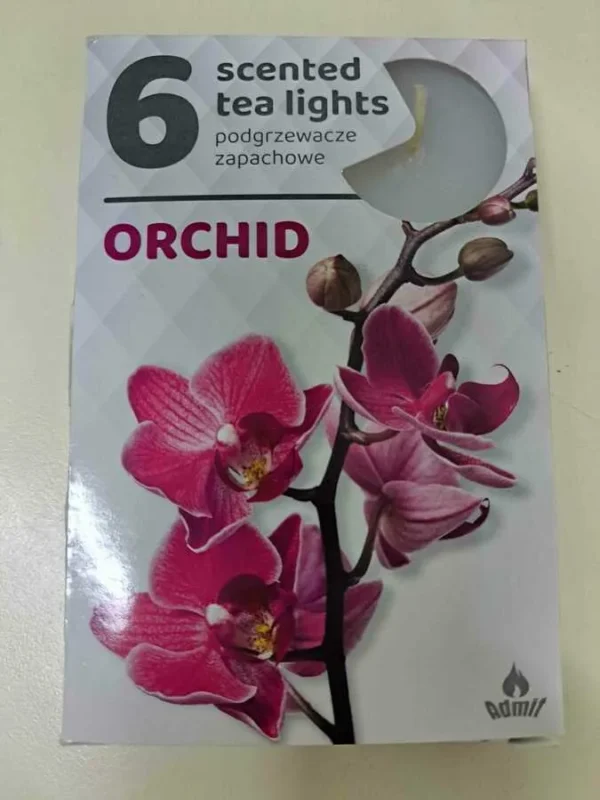 6
scented
tea lights
podgrzewacze
zapachowe
ORCHID
Admit